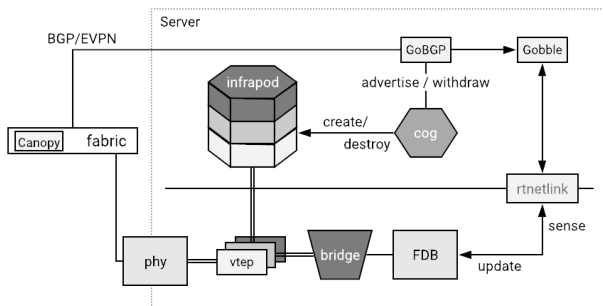 Server
BGP/EVPN
GoBGP
Gobble
infrapod
advertise / withdraw
create/
destroy
cog
Canopy
fabric
rtnetlink
sense
phy
vtep
bridge
FDB
update